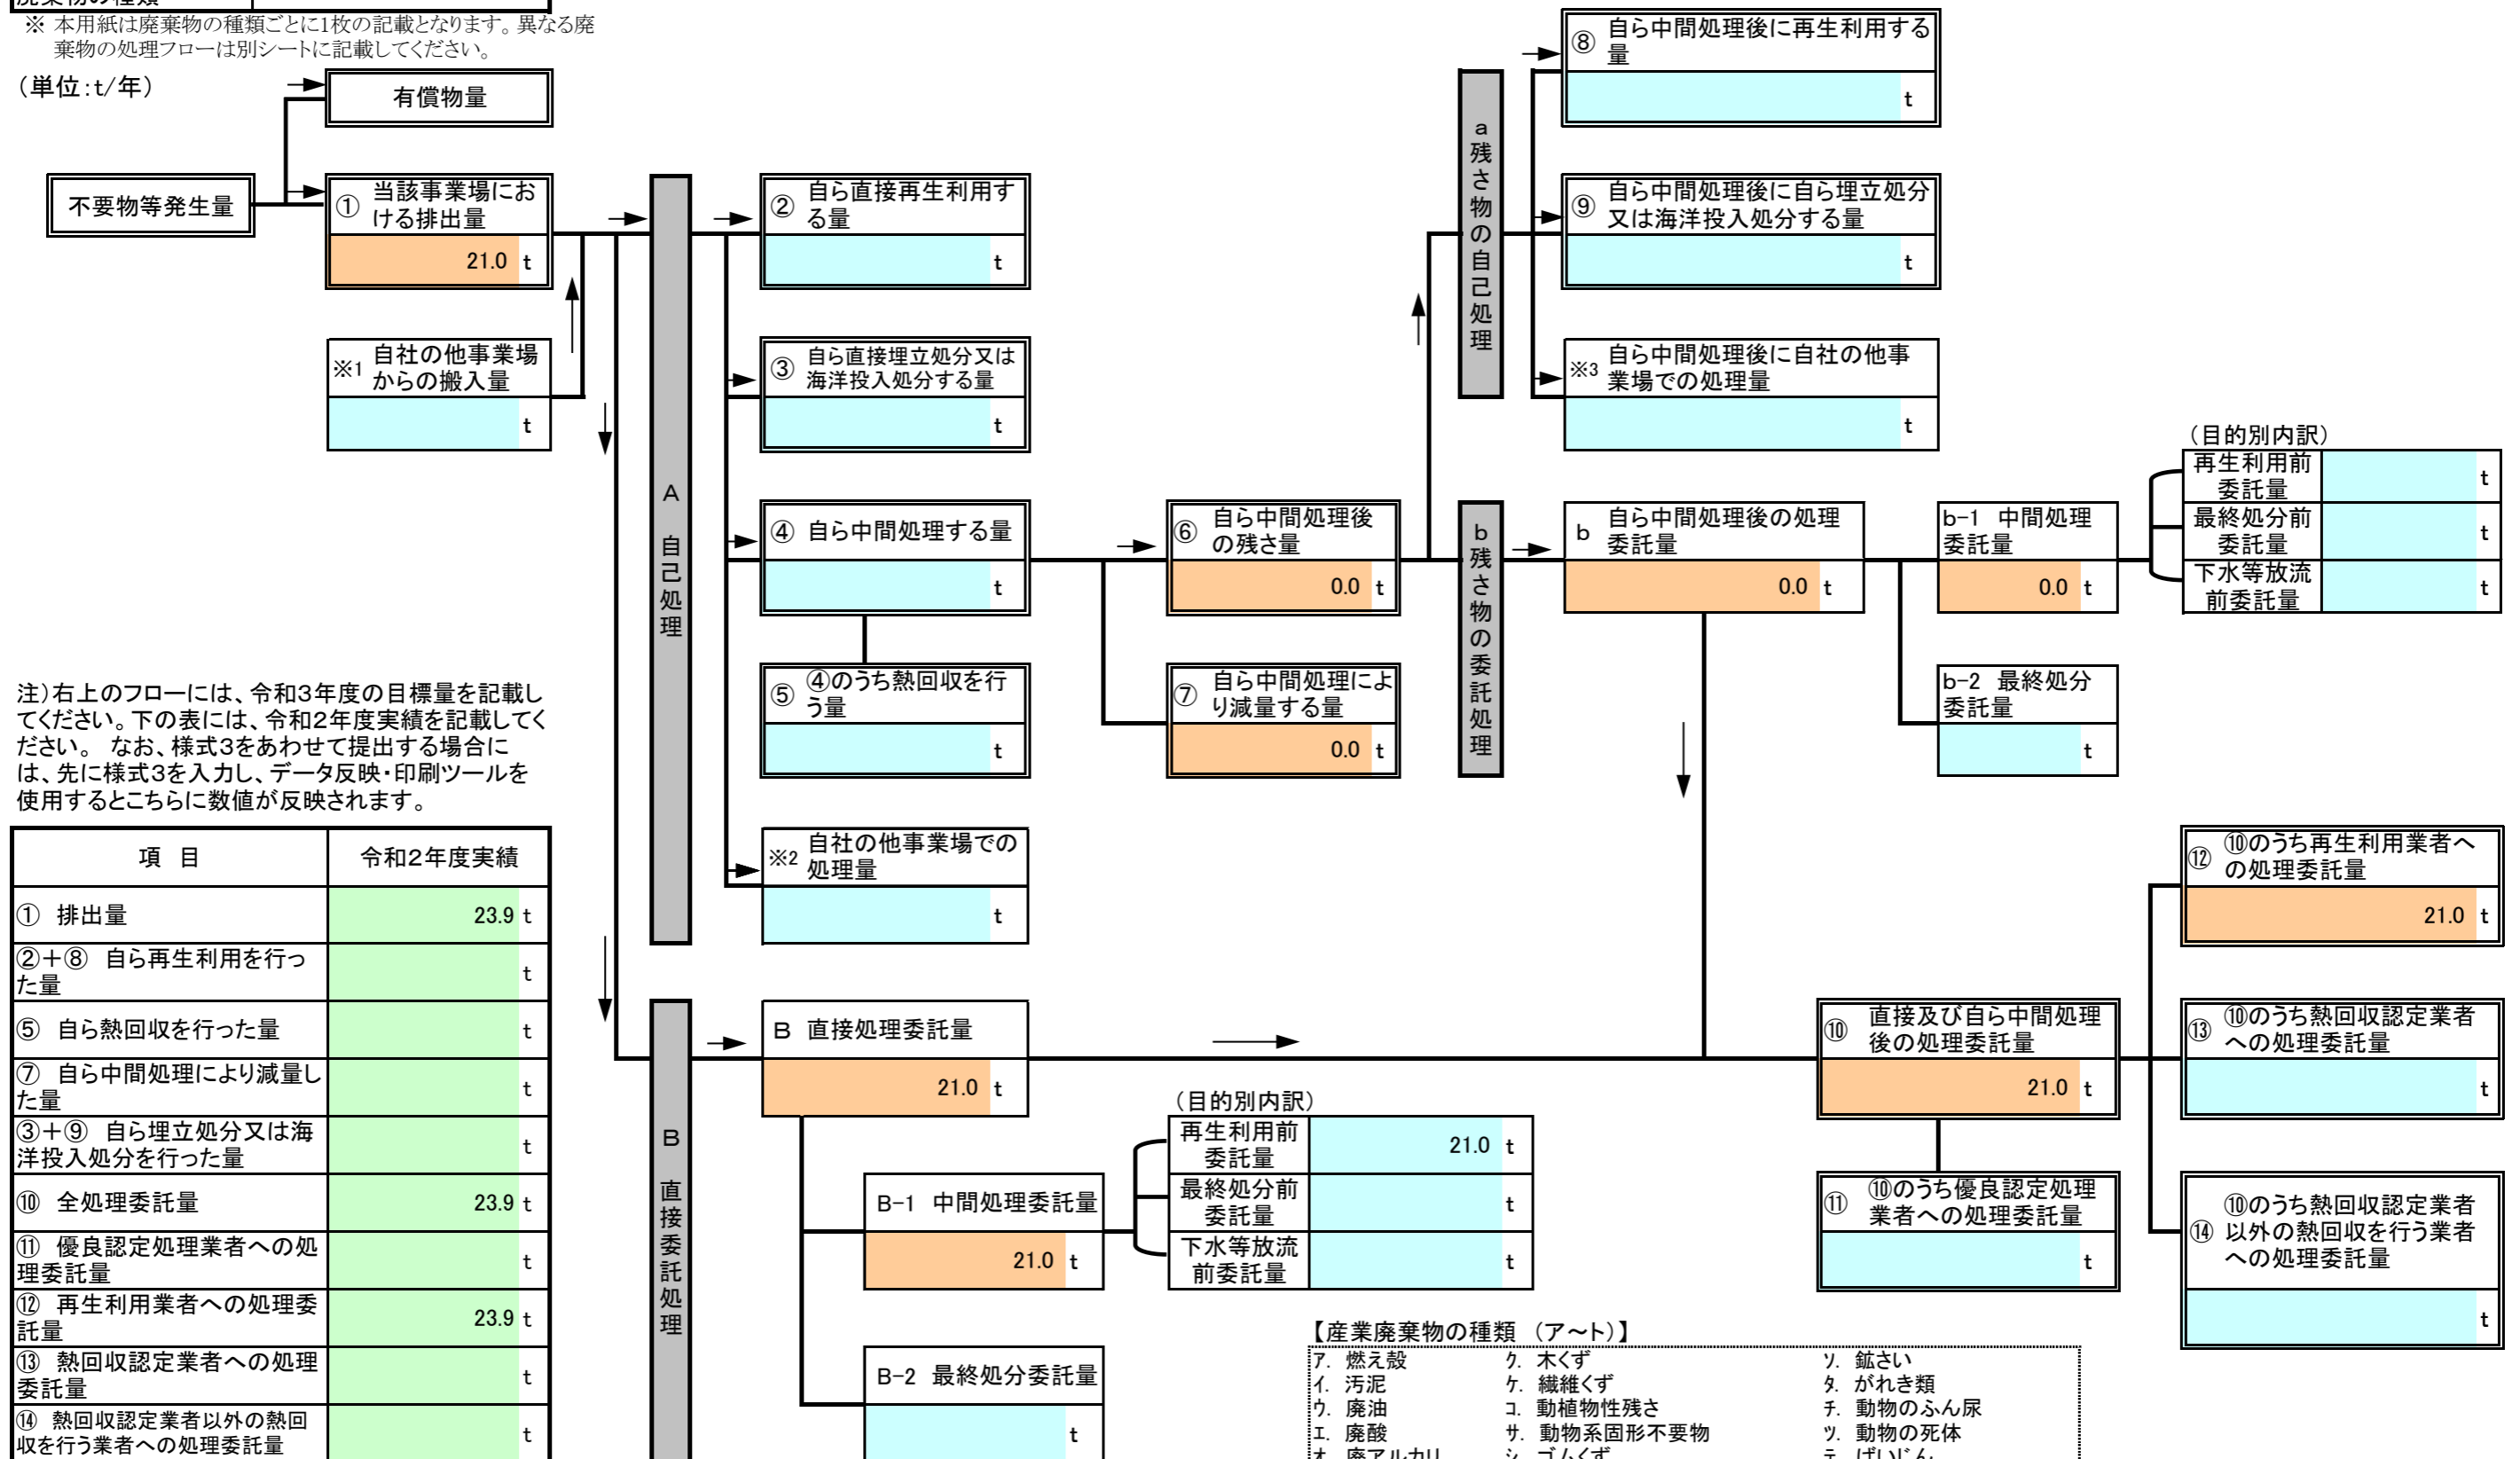 廃棄物の種類
※ 本用紙は廃棄物の種類ごとに1枚の記載となります。異なる廃
棄物の処理フローは別シートに記載してください。
（単位：t/年）
有償物量
不要物等発生量
① 当該事業場にお
ける排出量
21.0 t
※1 自社の他事業場
からの搬入量
t
A 自己処理
② 自ら直接再生利用す
る量
t
③ 自ら直接埋立処分又は
海洋投入処分する量
t
④ 自ら中間処理する量
t
⑤ ④のうち熱回収を行
う量
t
※2 自社の他事業場での
処理量
t
⑥ 自ら中間処理後
の残さ量
0.0 t
⑦ 自ら中間処理によ
り減量する量
0.0 t
a 残さ物の自己処理
⑧ 自ら中間処理後に再生利用する
量
t
⑨ 自ら中間処理後に自ら埋立処分
又は海洋投入処分する量
t
※3 自ら中間処理後に自社の他事
業場での処理量
t
b 残さ物の委託処理
b 自ら中間処理後の処理
委託量
0.0 t
b-1 中間処理
委託量
0.0 t
（目的別内訳）
再生利用前
委託量
t
最終処分前
委託量
t
下水等放流
前委託量
t
b-2 最終処分
委託量
t
注）右上のフローには、令和３年度の目標量を記載し
てください。下の表には、令和２年度実績を記載してく
ださい。 なお、様式３をあわせて提出する場合に
は、先に様式３を入力し、データ反映・印刷ツールを
使用するとこちらに数値が反映されます。
項 目 令和２年度実績
① 排出量 23.9 t
②＋⑧ 自ら再生利用を行っ
た量
t
⑤ 自ら熱回収を行った量 t
⑦ 自ら中間処理により減量し
た量
t
③＋⑨ 自ら埋立処分又は海
洋投入処分を行った量
t
⑩ 全処理委託量 23.9 t
⑪ 優良認定処理業者への処
理委託量
t
⑫ 再生利用業者への処理委
託量
23.9 t
⑬ 熱回収認定業者への処理
委託量
t
⑭ 熱回収認定業者以外の熱回
収を行う業者への処理委託量
t
B 直接委託処理
B 直接処理委託量
21.0 t
B-1 中間処理委託量
21.0 t
B-2 最終処分委託量
t
（目的別内訳）
再生利用前
委託量
21.0 t
最終処分前
委託量
t
下水等放流
前委託量
t
⑩ 直接及び自ら中間処理
後の処理委託量
21.0 t
⑪ ⑩のうち優良認定処理
業者への処理委託量
t
⑫ ⑩のうち再生利用業者へ
の処理委託量
21.0 t
⑬ ⑩のうち熱回収認定業者
への処理委託量
t
⑩のうち熱回収認定業者
⑭ 以外の熱回収を行う業者
への処理委託量
t
【産業廃棄物の種類 （ア～ト）】
ｱ. 燃え殻 ｸ. 木くず ｿ. 鉱さい
ｲ. 汚泥 ｹ. 繊維くず ﾀ. がれき類
ｳ. 廃油 ｺ. 動植物性残さ ﾁ. 動物のふん尿
ｴ. 廃酸 ｻ. 動物系固形不要物 ﾂ. 動物の死体
ｵ. 廃アルカリ ｼ. ゴムくず ﾃ. ばいじん